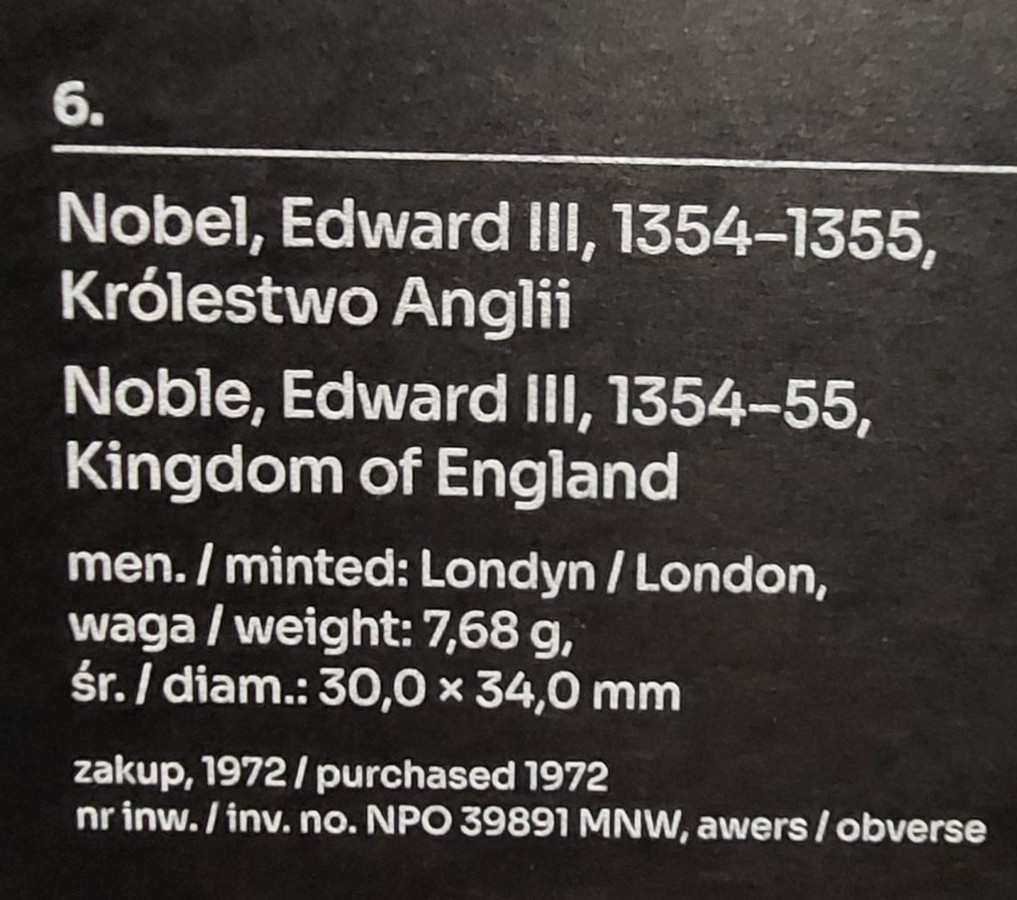 6.
Nobel, Edward III, 1354–1355,
Królestwo Anglii
Noble, Edward III, 1354–55,
Kingdom of England
men. / minted: Londyn / London,
waga / weight: 7,68 g,
śr. / diam.: 30,0 × 34,0 mm
zakup, 1972 / purchased 1972
nr inw. / inv. no. NPO 39891 MNW, awers / obverse